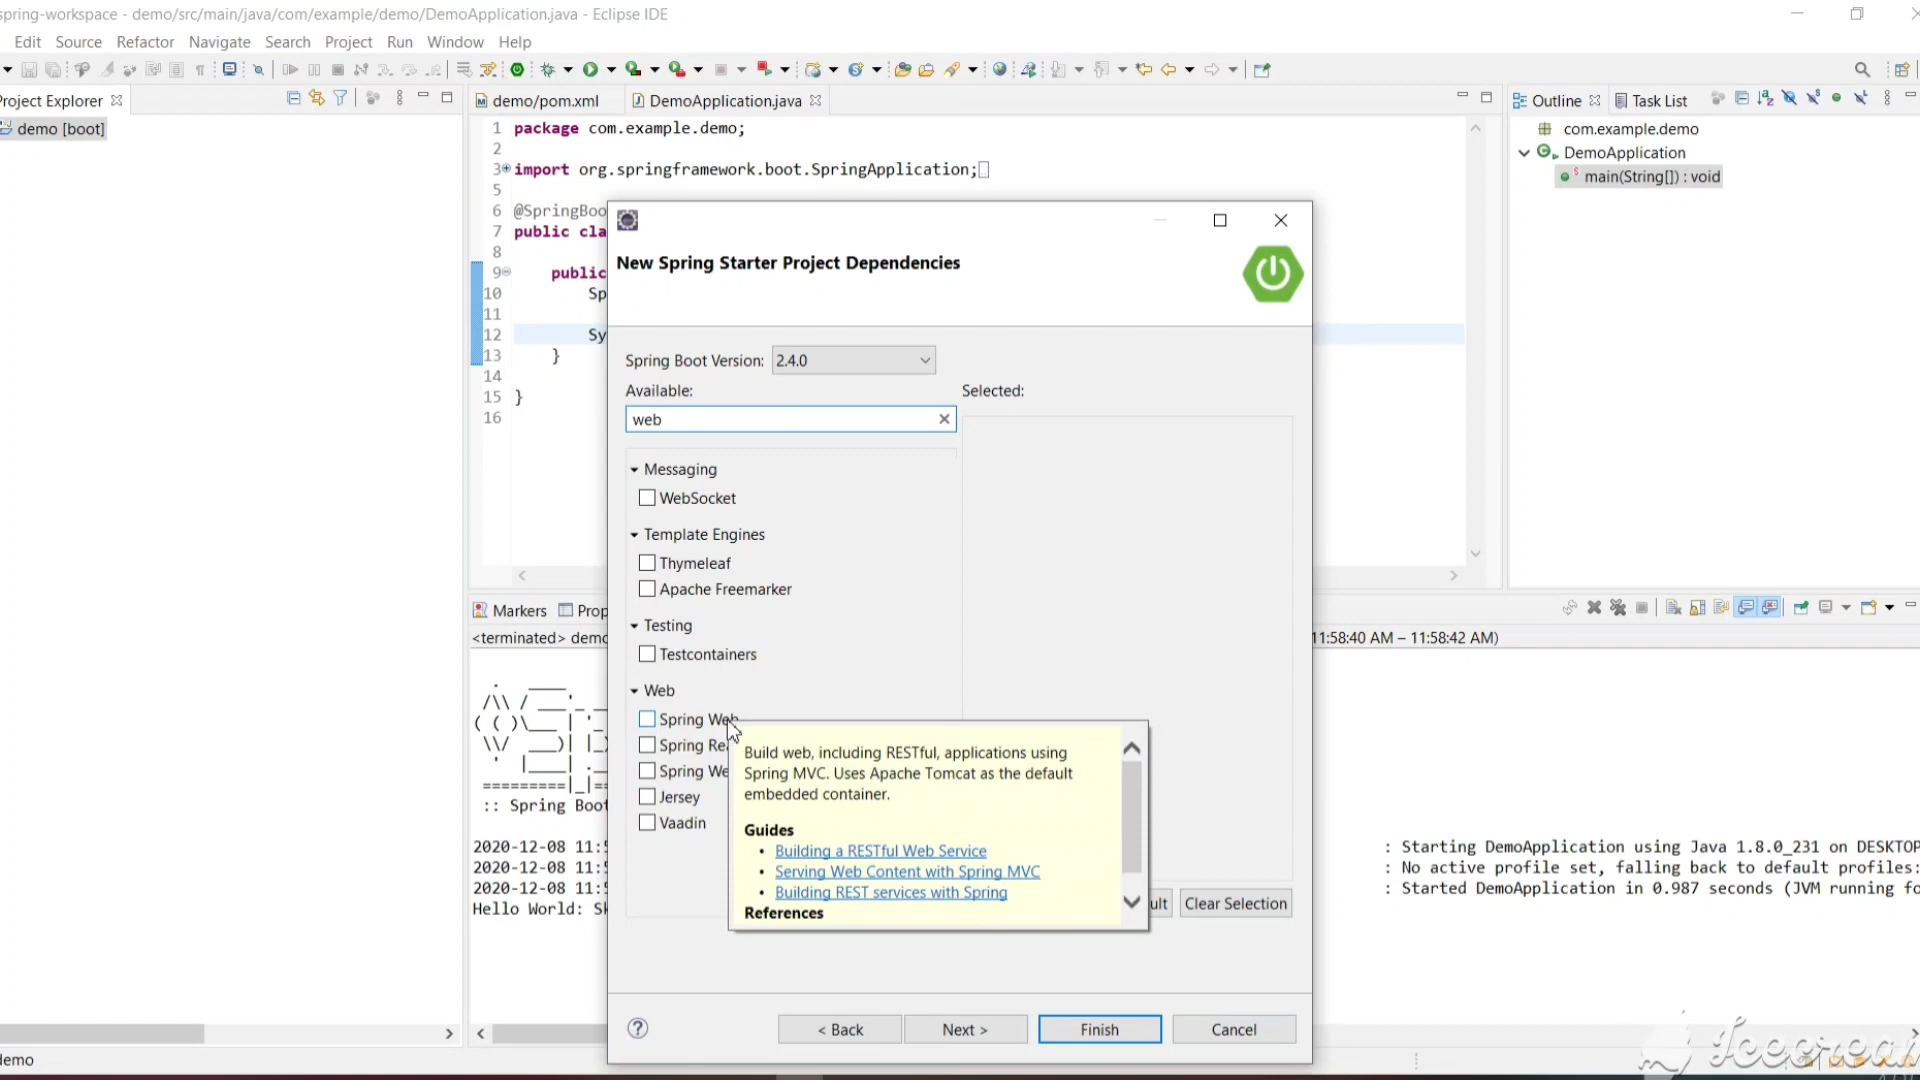 spring-workspace - demo/src/main/java/com/example/demo/DemoApplication.java - Eclipse IDE
Edit Source Refactor Navigate Search Project Run Window Help
Project Explorer
demo [boot]
demo/pom.xml
DemoApplication.java
1 package com.example.demo;
2
3 import org.springframework.boot.SpringApplication;
5
6 @SpringBoo
7 public cla
8
9 public
10 Sp
11
12 Sy
13 }
14
15 }
16
Outline
Task List
com.example.demo
DemoApplication
main(String[]) : void
New Spring Starter Project Dependencies
Spring Boot Version: 2.4.0
Available:
Selected:
web
Messaging
WebSocket
Template Engines
Thymeleaf
Apache Freemarker
Testing
Testcontainers
Web
Spring Web
Spring Rea
Spring We
Jersey
Vaadin
Build web, including RESTful, applications using
Spring MVC. Uses Apache Tomcat as the default
embedded container.
Guides
• Building a RESTful Web Service
• Serving Web Content with Spring MVC
• Building REST services with Spring
References
ult
Clear Selection
< Back
Next >
Finish
Cancel
Markers
Prop
<terminated> demo
11:58:40 AM – 11:58:42 AM)
:: Spring Boot
2020-12-08 11:5
2020-12-08 11:5
2020-12-08 11:5
Hello World: Sk
: Starting DemoApplication using Java 1.8.0_231 on DESKTOP
: No active profile set, falling back to default profiles:
: Started DemoApplication in 0.987 seconds (JVM running fo
demo
Icecream